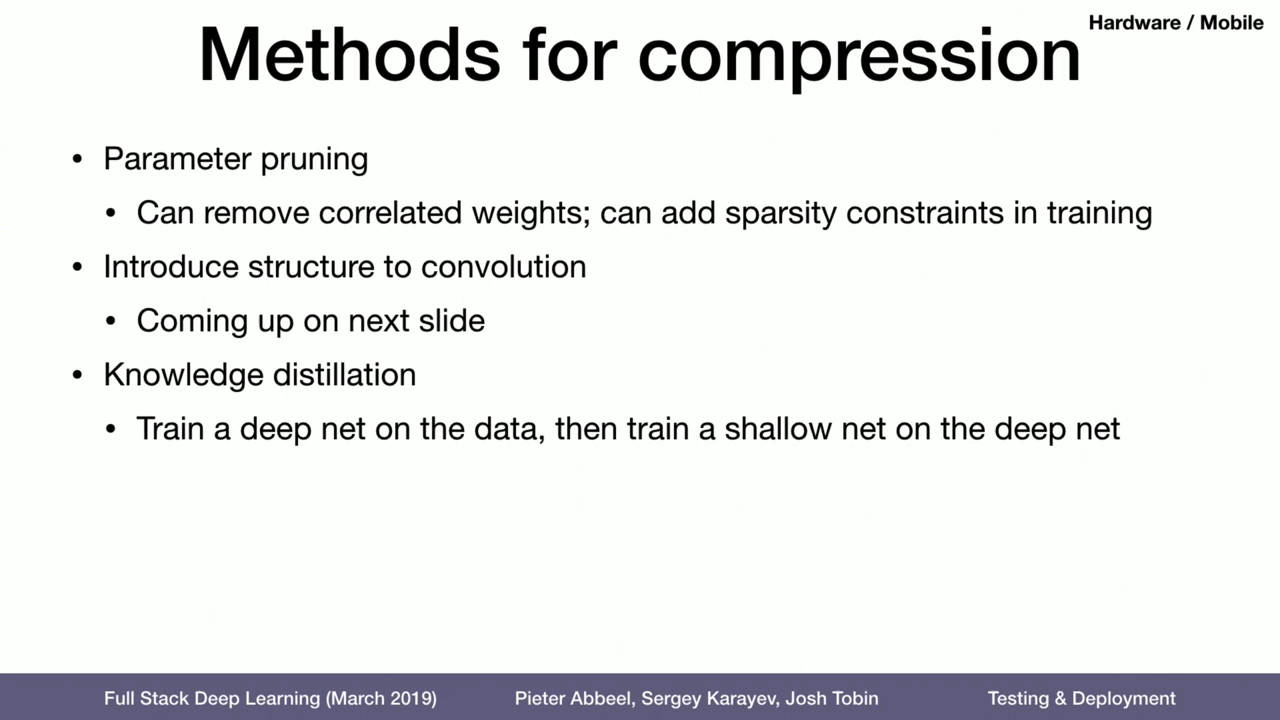 Hardware / Mobile
Methods for compression
• Parameter pruning
• Can remove correlated weights; can add sparsity constraints in training
• Introduce structure to convolution
• Coming up on next slide
• Knowledge distillation
• Train a deep net on the data, then train a shallow net on the deep net
Full Stack Deep Learning (March 2019) Pieter Abbeel, Sergey Karayev, Josh Tobin Testing & Deployment